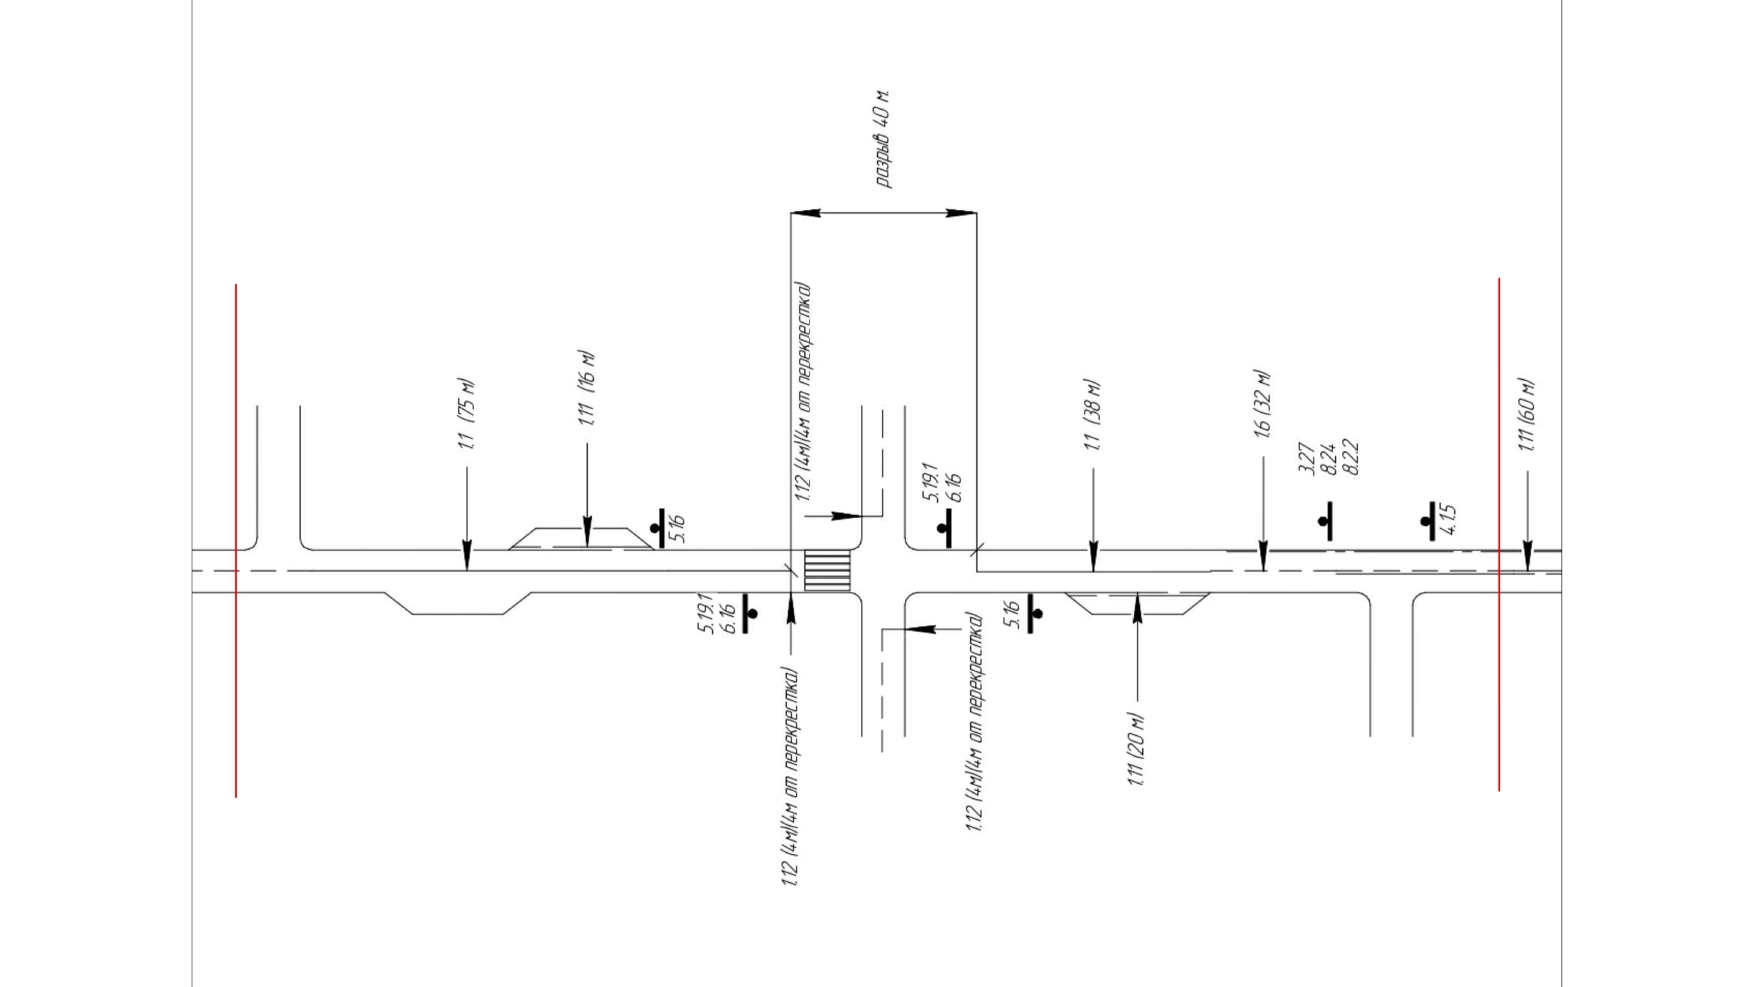 разрыв 40 м.
1.12 (4м)(4м от перекрестка)
1.1 (75 м)
1.11 (16 м)
5.16
5.19.1
6.16
1.1 (38 м)
1.6 (32 м)
3.27
8.24
8.2.2
4.1.5
1.11 (60 м)
5.19.1
6.16
1.12 (4м)(4м от перекрестка)
1.12 (4м)(4м от перекрестка)
5.16
1.11 (20 м)